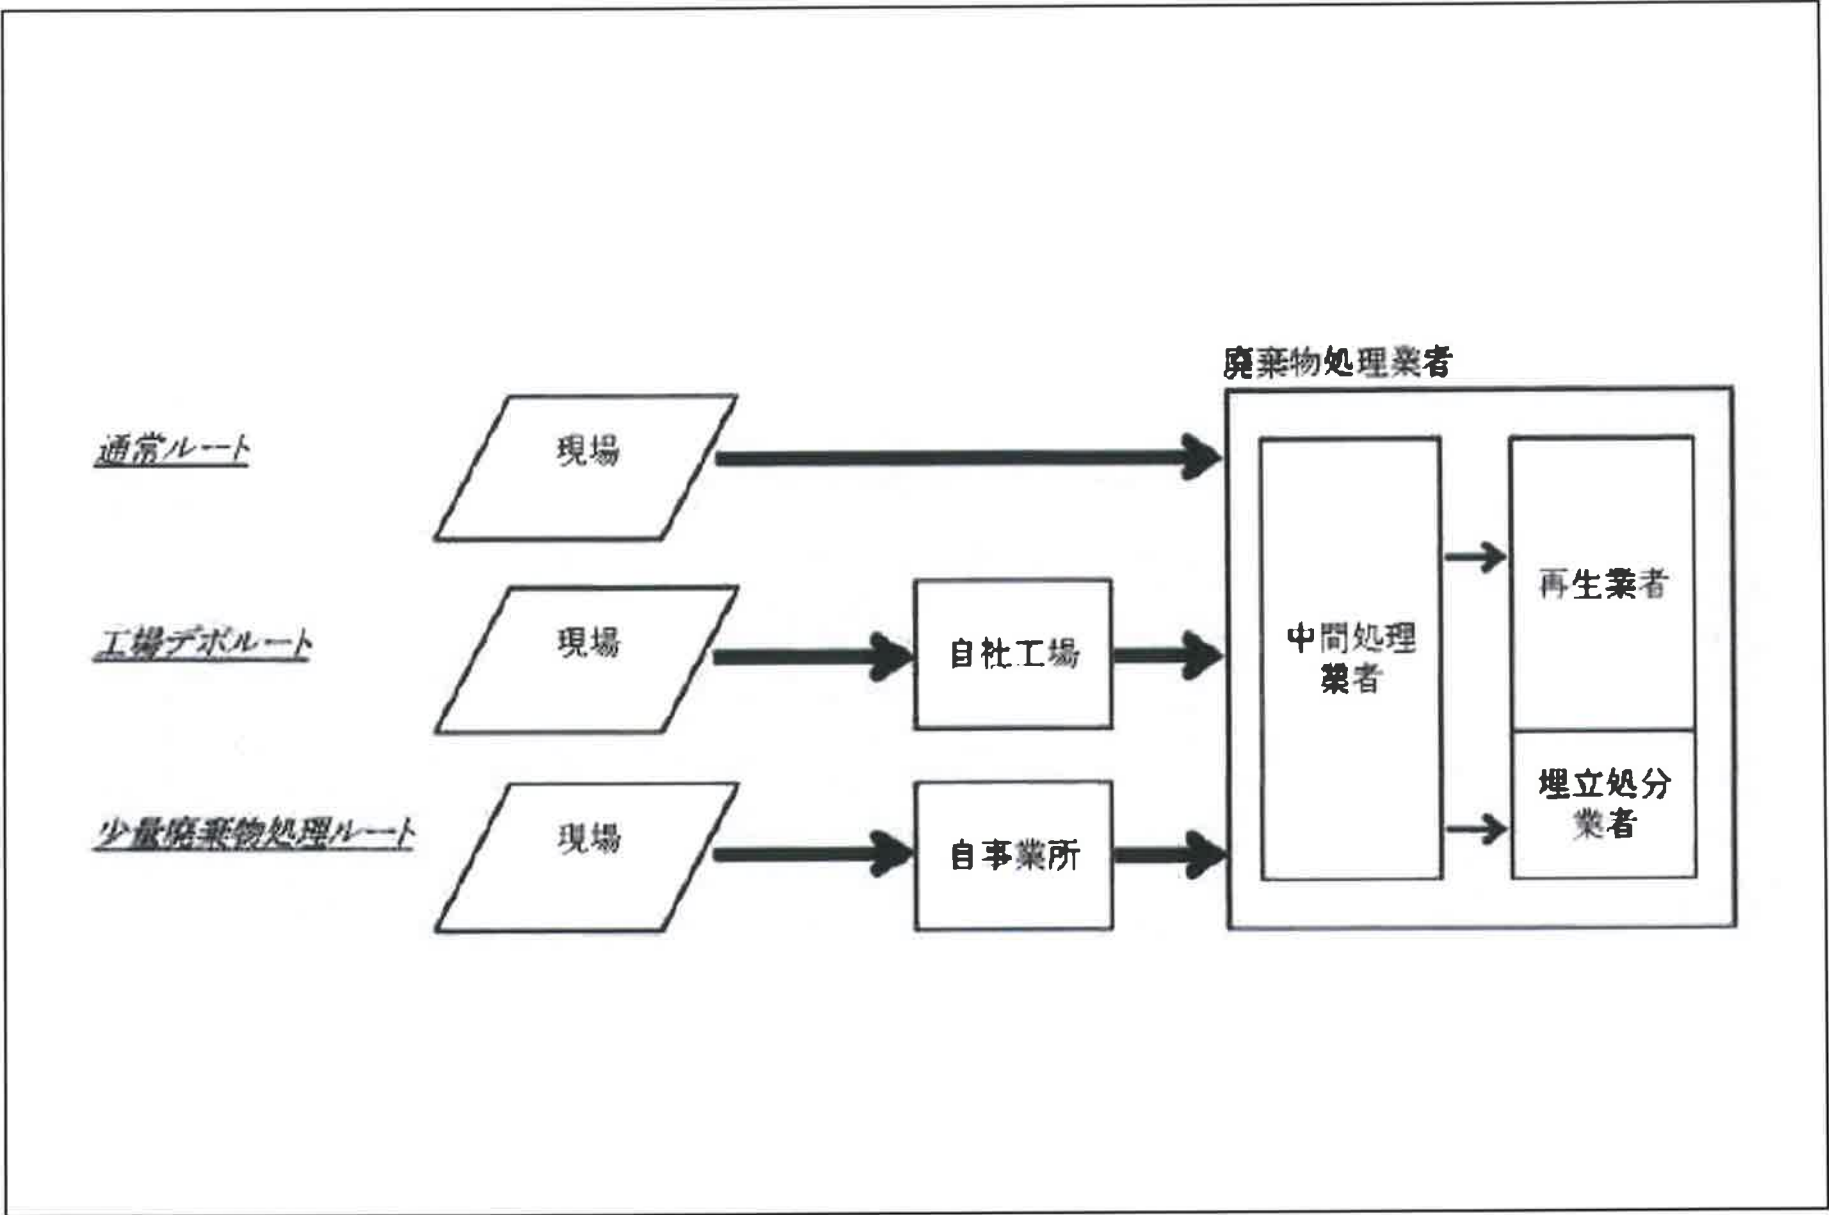 廃棄物処理業者
通常ルート
現場
工場デポルート
現場
自社工場
少量廃棄物処理ルート
現場
自事業所
中間処理
業者
再生業者
埋立処分
業者